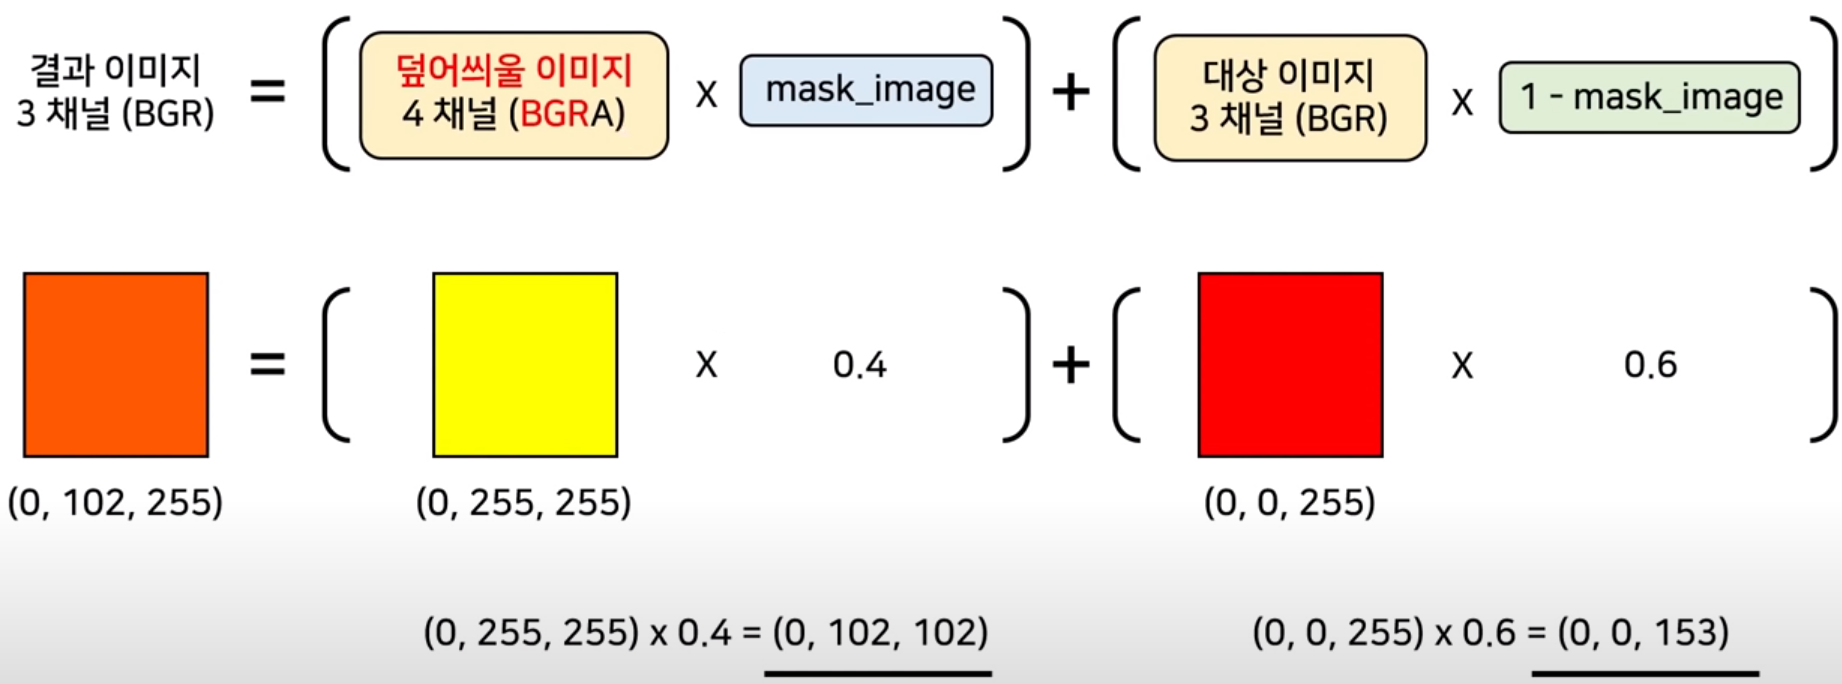 결과 이미지
3 채널 (BGR)
=
덮어씌울 이미지
4 채널 (BGRA)
x
mask_image
+
대상 이미지
3 채널 (BGR)
x
1 - mask_image
=
x
0.4
+
x
0.6
(0, 102, 255)
(0, 255, 255)
(0, 0, 255)
(0, 255, 255) x 0.4 = (0, 102, 102)
(0, 0, 255) x 0.6 = (0, 0, 153)